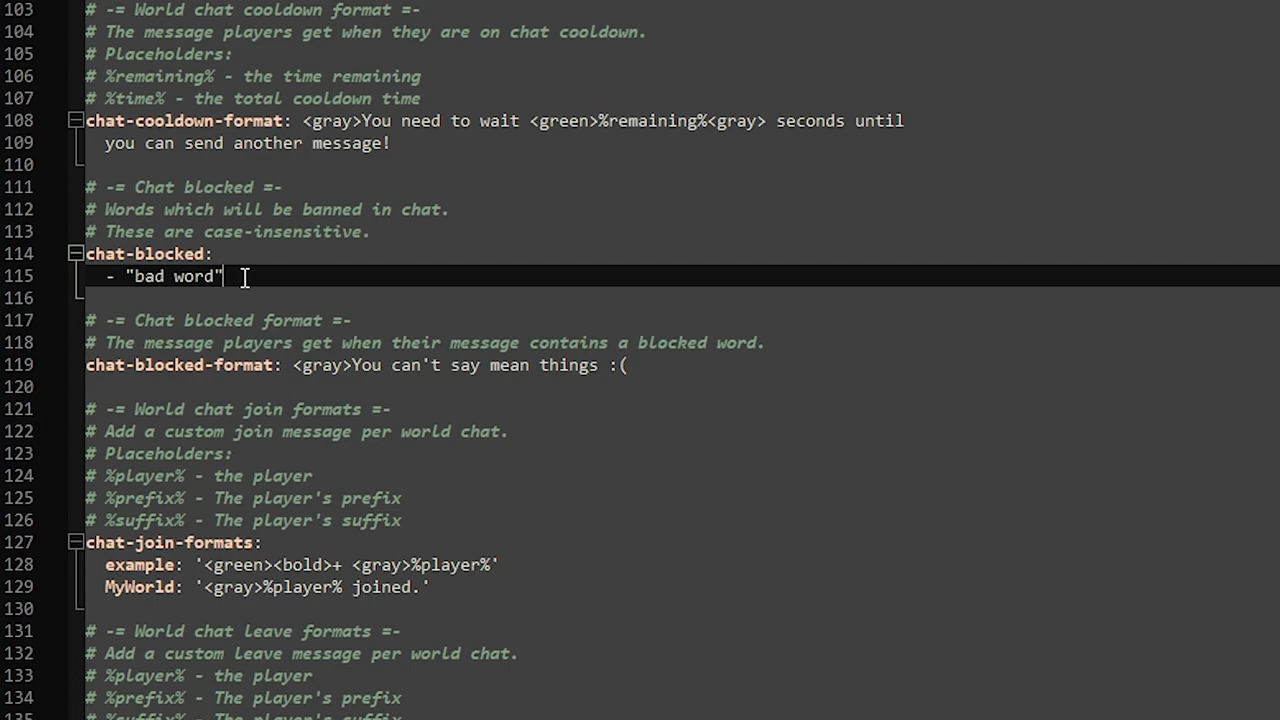 103 # -= World chat cooldown format =-
104 # The message players get when they are on chat cooldown.
105 # Placeholders:
106 # %remaining% - the time remaining
107 # %time% - the total cooldown time
108 chat-cooldown-format: <gray>You need to wait <green>%remaining%<gray> seconds until
109 you can send another message!
110
111 # -= Chat blocked =-
112 # Words which will be banned in chat.
113 # These are case-insensitive.
114 chat-blocked:
115 - "bad word"
116
117 # -= Chat blocked format =-
118 # The message players get when their message contains a blocked word.
119 chat-blocked-format: <gray>You can't say mean things :(
120
121 # -= World chat join formats =-
122 # Add a custom join message per world chat.
123 # Placeholders:
124 # %player% - the player
125 # %prefix% - The player's prefix
126 # %suffix% - The player's suffix
127 chat-join-formats:
128 example: '<green><bold>+ <gray>%player%'
129 MyWorld: '<gray>%player% joined.'
130
131 # -= World chat leave formats =-
132 # Add a custom leave message per world chat.
133 # %player% - the player
134 # %prefix% - The player's prefix
135 # %suffix% - The player's suffix